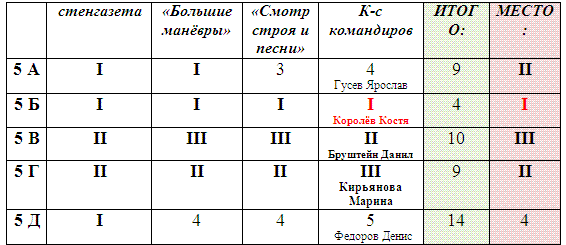 стенгазета «Большие манёвры» «Смотр строя и песни» К-с командиров ИТОГО: МЕСТО:
5 А I I 3 4 Гусев Ярослав 9 II
5 Б I I I I Королёв Костя 4 I
5 В II III III II Бруштейн Данил 10 III
5 Г II II II III Кирьянова Марина 9 II
5 Д I 4 4 5 Федоров Денис 14 4